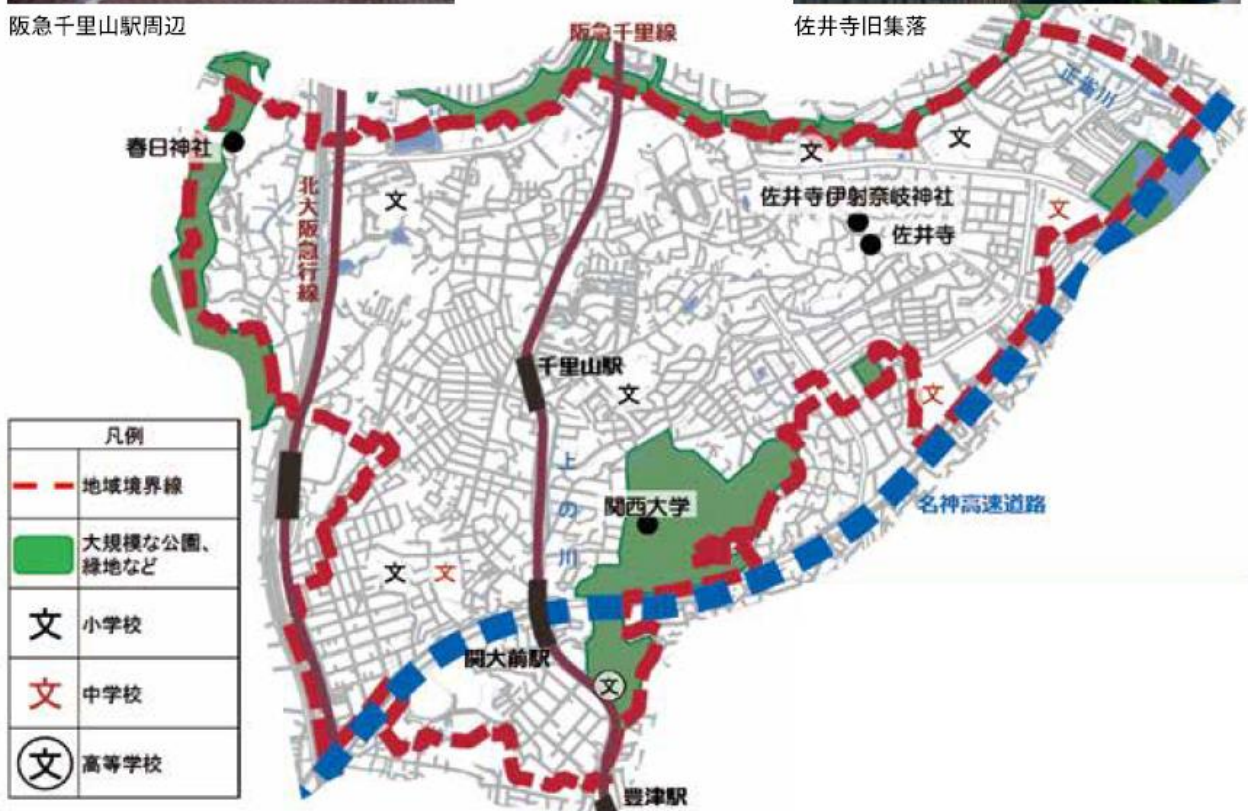 阪急千里山駅周辺
佐井寺旧集落
阪急千里線
正雀川
春日神社
文
文
北大阪急行線
文
佐井寺伊射奈岐神社
文
佐井寺
千里山駅
文
文
凡例
地域境界線
大規模な公園、
緑地など
文 小学校
文 中学校
文 高等学校
上の川
関西大学
名神高速道路
文
文
関大前駅
文
豊津駅